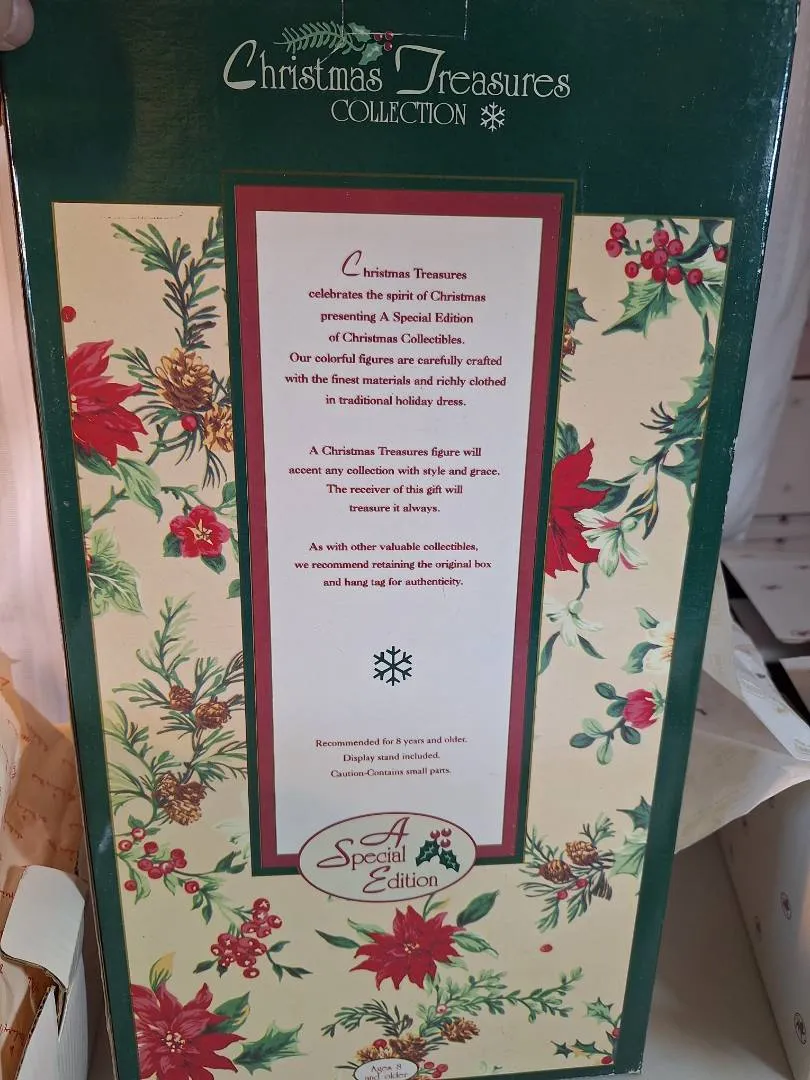 Christmas Treasures
COLLECTION
Christmas Treasures
celebrates the spirit of Christmas
presenting A Special Edition
of Christmas Collectibles.
Our colorful figures are carefully crafted
with the finest materials and richly clothed
in traditional holiday dress.
A Christmas Treasures figure will
accent any collection with style and grace.
The receiver of this gift will
treasure it always.
As with other valuable collectibles,
we recommend retaining the original box
and hang tag for authenticity.
Recommended for 8 years and older.
Display stand included.
Caution-Contains small parts.
A
Special
Edition
Ages 8
and older